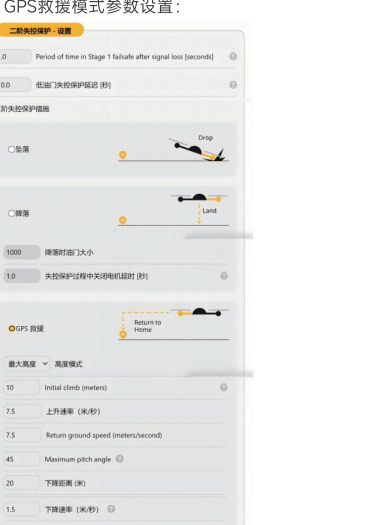 GPS救援模式参数设置：
二阶失控保护 - 设置
.0 Period of time in Stage 1 failsafe after signal loss [seconds] ?
0.0 低油门失控保护延迟 [秒] ?
阶失控保护措施
坠落
Drop
H
降落
Land
H
1000 降落时油门大小
1.0 失控保护过程中关闭电机延时 [秒] ?
GPS 救援
Return to
Home
H
最大高度 高度模式
10 Initial climb (meters) ?
7.5 上升速率（米/秒）
7.5 Return ground speed (meters/second)
45 Maximum pitch angle ?
20 下降距离 (米)
1.5 下降速率（米/秒） ?